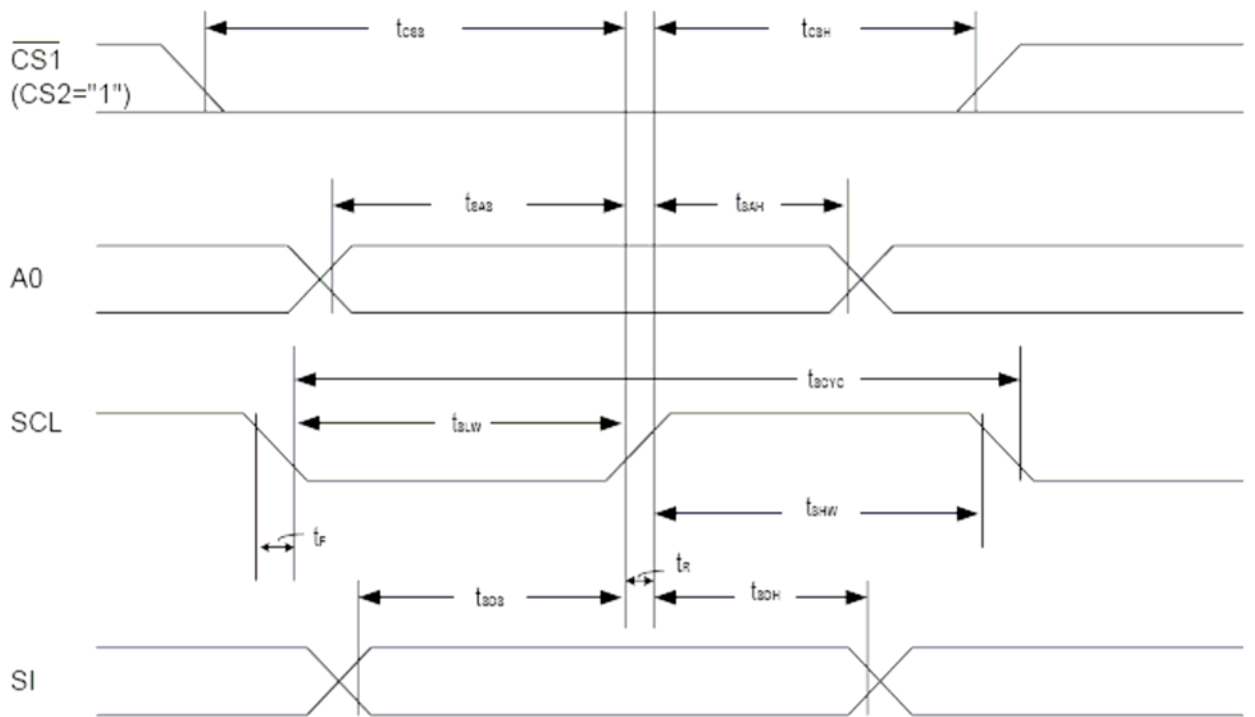 tCSS
tCSH
CS1
(CS2="1")
tSAS
tSAH
A0
tSCYC
SCL
tSLW
tSHW
tF
tR
tSDS
tSDH
SI